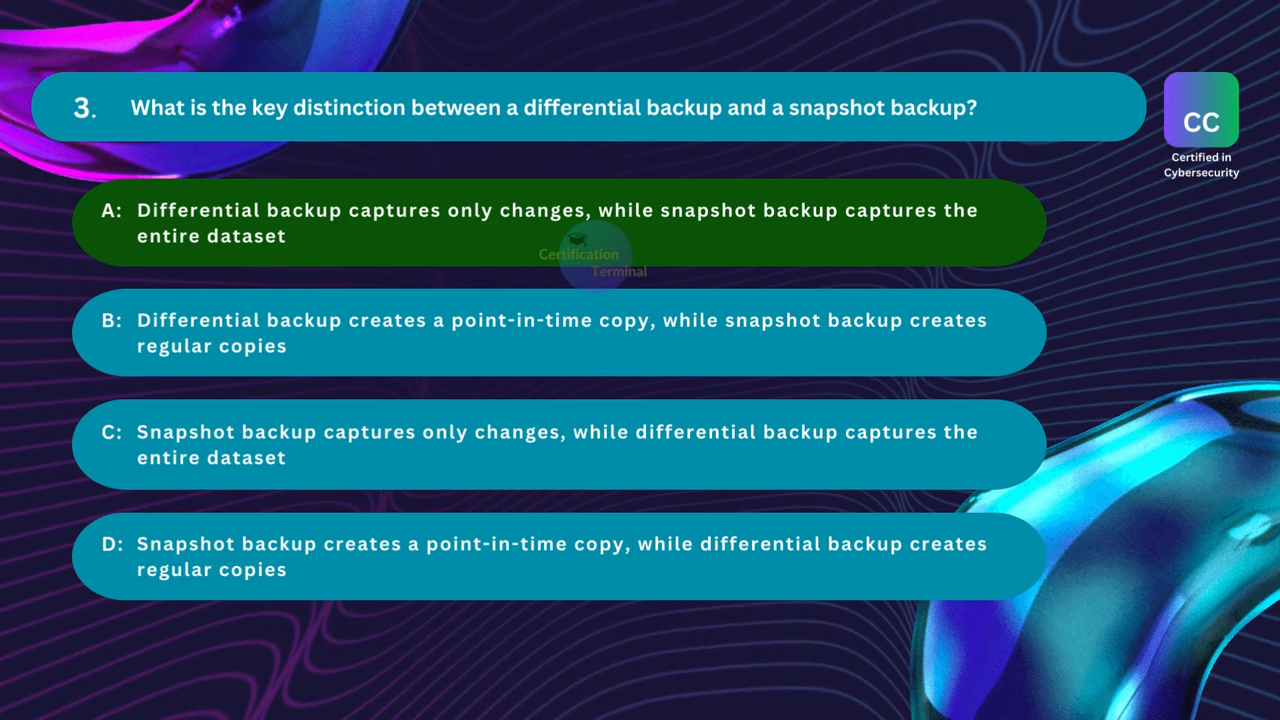 3. What is the key distinction between a differential backup and a snapshot backup?
CC
Certified in
Cybersecurity
A: Differential backup captures only changes, while snapshot backup captures the
entire dataset
Certification
Terminal
B: Differential backup creates a point-in-time copy, while snapshot backup creates
regular copies
C: Snapshot backup captures only changes, while differential backup captures the
entire dataset
D: Snapshot backup creates a point-in-time copy, while differential backup creates
regular copies